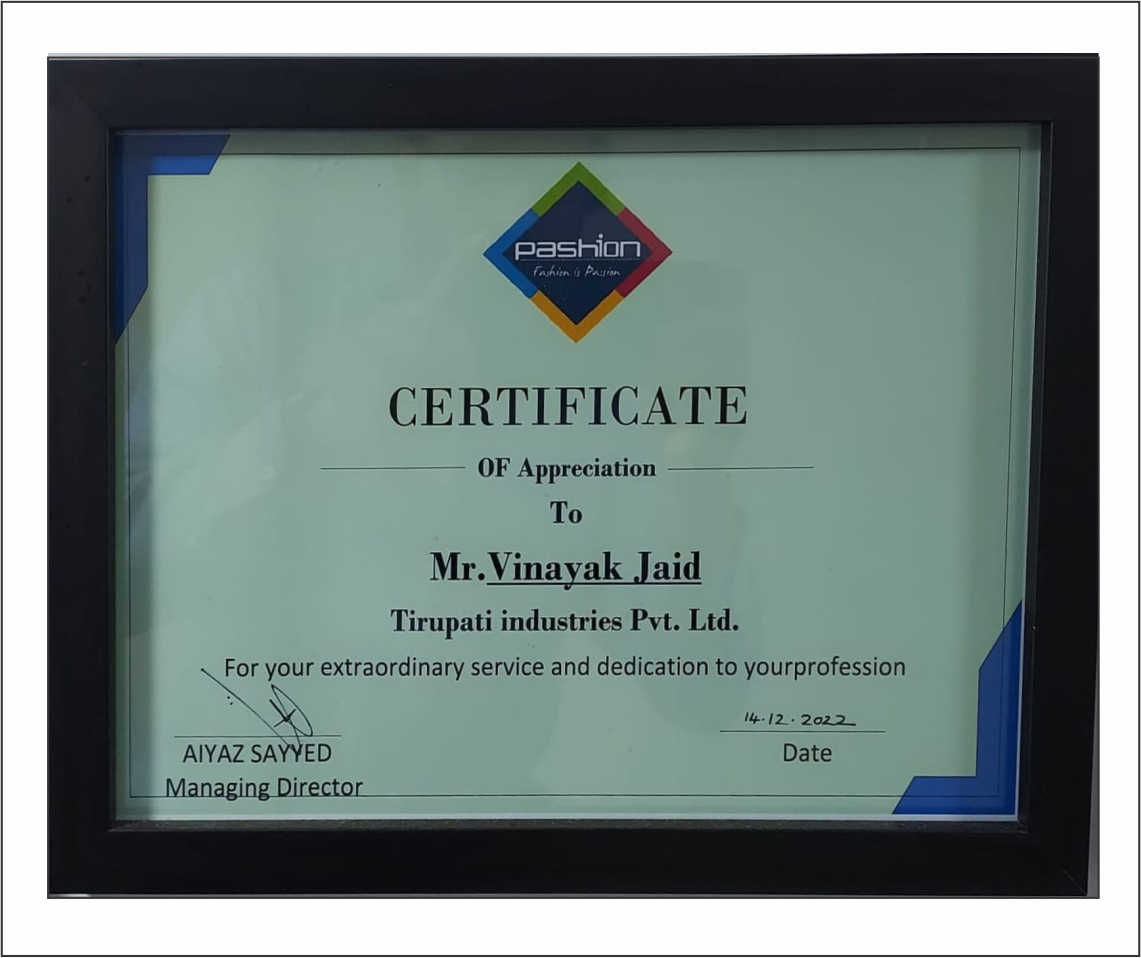 pashion
Fashion is Passion
CERTIFICATE
OF Appreciation
To
Mr.Vinayak Jaid
Tirupati industries Pvt. Ltd.
For your extraordinary service and dedication to yourprofession
14.12.2022
AIYAZ SAYYED
Date
Managing Director